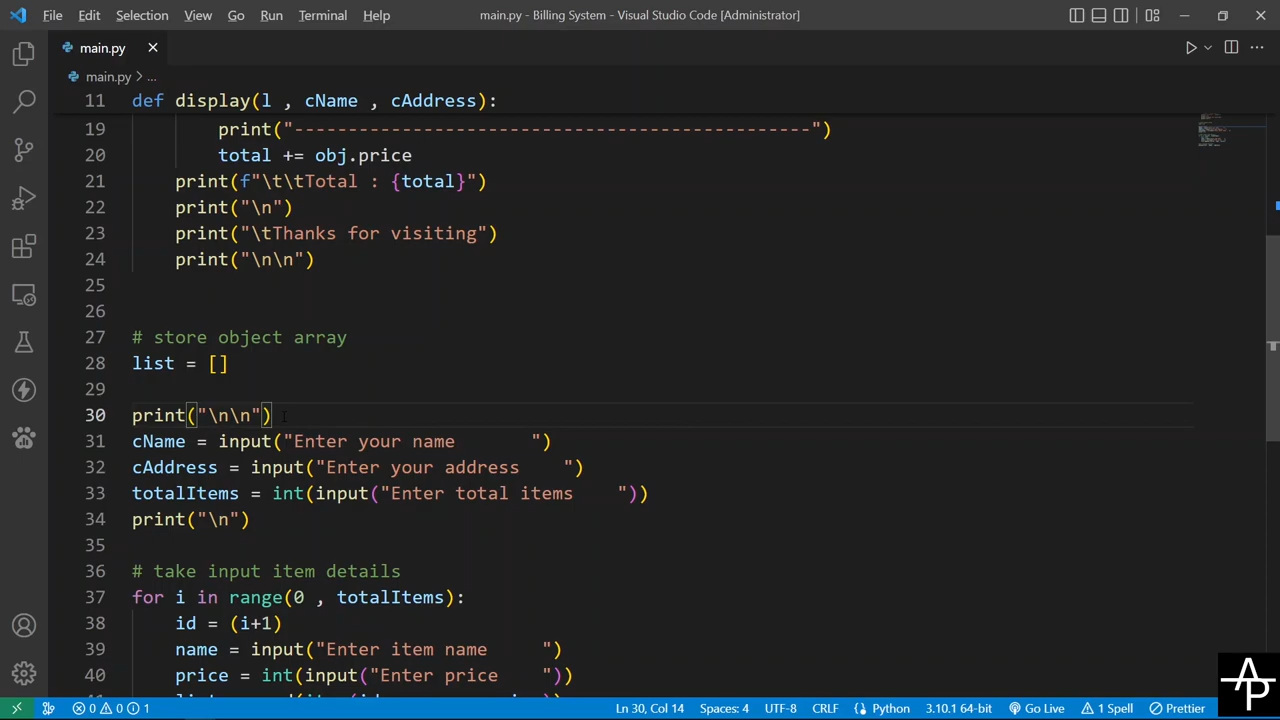 File Edit Selection View Go Run Terminal Help main.py - Billing System - Visual Studio Code [Administrator]
main.py
main.py > ...
11 def display(l , cName , cAddress):
19 print("------------------------------------------------")
20 total += obj.price
21 print(f"\t\tTotal : {total}")
22 print("\n")
23 print("\tThanks for visiting")
24 print("\n\n")
25
26
27 # store object array
28 list = []
29
30 print("\n\n")
31 cName = input("Enter your name       ")
32 cAddress = input("Enter your address    ")
33 totalItems = int(input("Enter total items    "))
34 print("\n")
35
36 # take input item details
37 for i in range(0 , totalItems):
38 id = (i+1)
39 name = input("Enter item name     ")
40 price = int(input("Enter price    "))
0 0 1 Ln 30, Col 14 Spaces: 4 UTF-8 CRLF Python 3.10.1 64-bit Go Live 1 Spell Prettier
AP